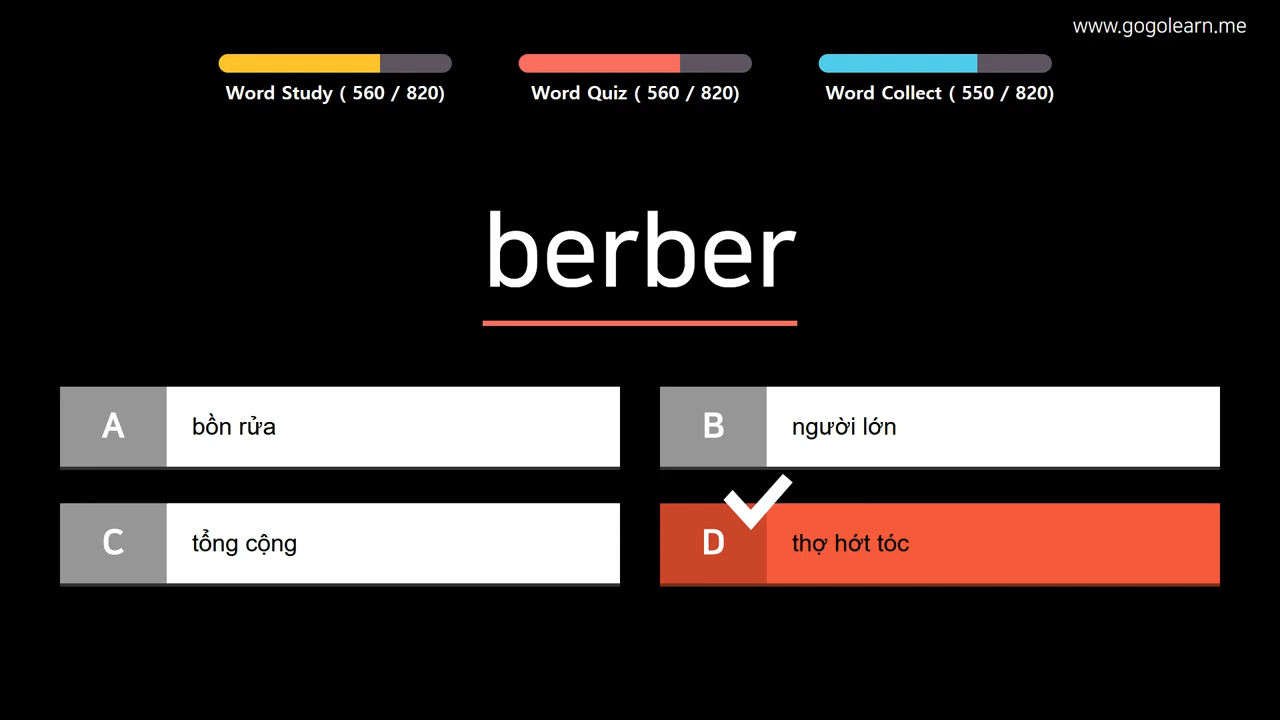 www.gogolearn.me
Word Study ( 560 / 820)
Word Quiz ( 560 / 820)
Word Collect ( 550 / 820)
berber
A bồn rửa
B người lớn
C tổng cộng
D thợ hớt tóc